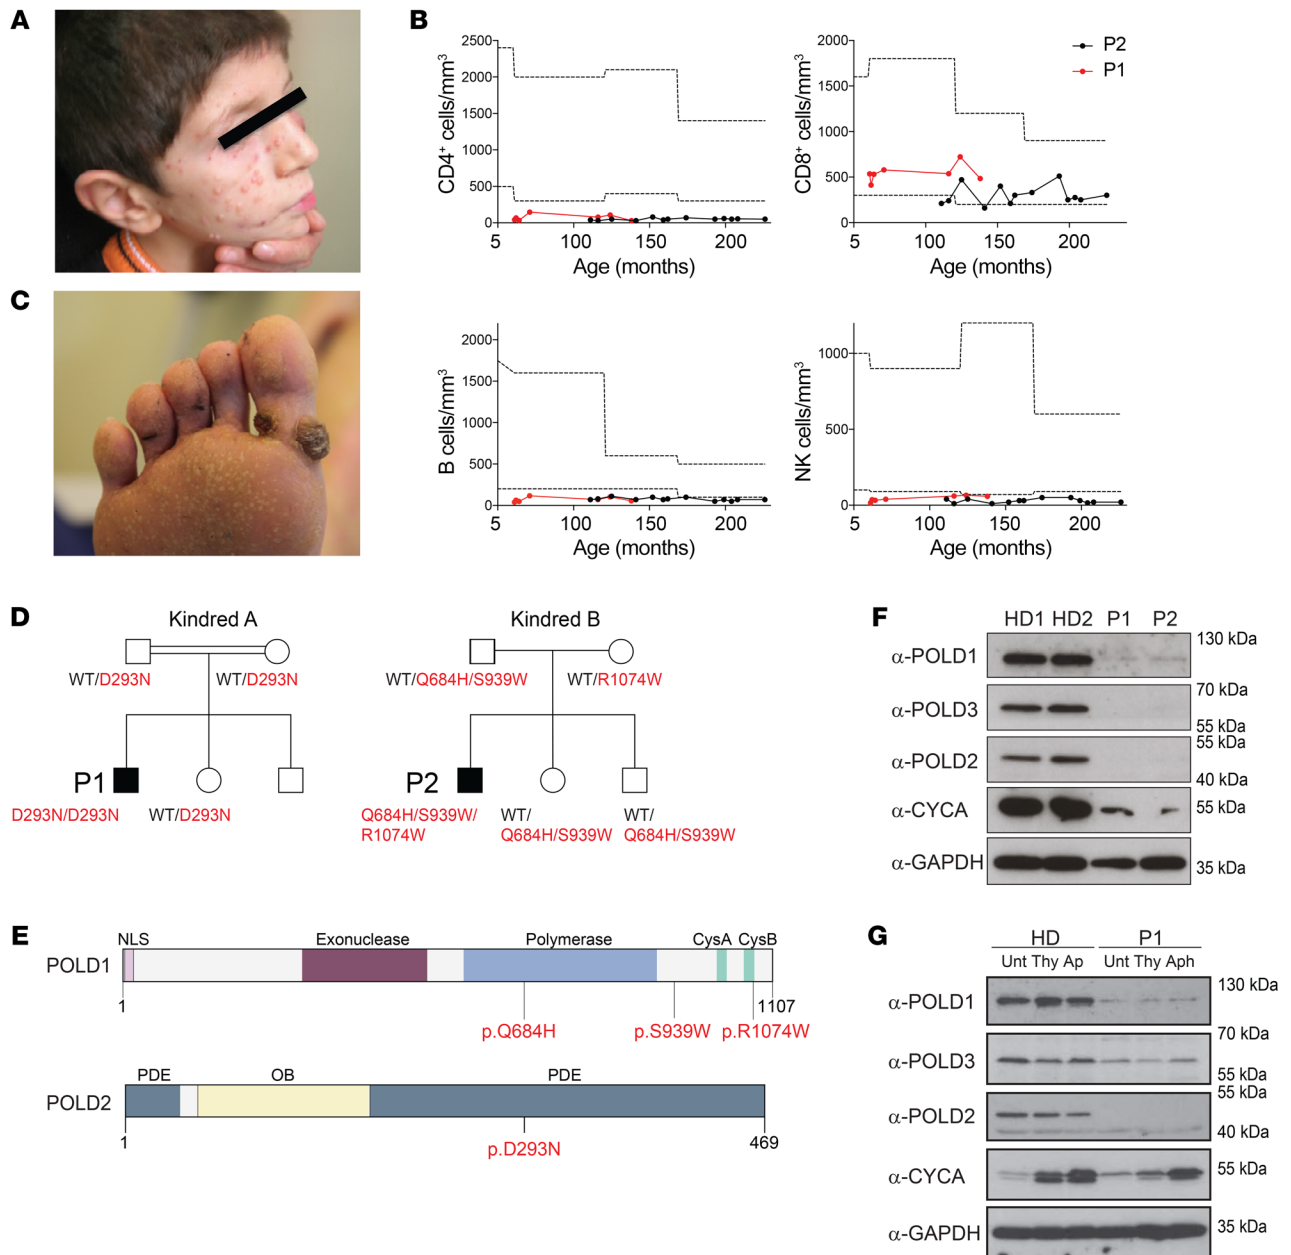 A
B
2500
2000
1500
1000
500
0
5
100
150
200
CD4+ cells/mm3
Age (months)
2000
1500
1000
500
0
5
100
150
200
CD8+ cells/mm3
Age (months)
P2
P1
C
2000
1500
1000
500
0
5
100
150
200
B cells/mm3
Age (months)
1000
500
0
5
100
150
200
NK cells/mm3
Age (months)
D
Kindred A
WT/D293N
WT/D293N
P1
D293N/D293N
WT/D293N
Kindred B
WT/Q684H/S939W
WT/R1074W
P2
Q684H/S939W/
R1074W
WT/
Q684H/S939W
WT/
Q684H/S939W
E
NLS
Exonuclease
Polymerase
CysA
CysB
POLD1
1
1107
p.Q684H
p.S939W
p.R1074W
PDE
OB
PDE
POLD2
1
469
p.D293N
F
HD1 HD2 P1 P2
α-POLD1
130 kDa
α-POLD3
70 kDa
55 kDa
α-POLD2
55 kDa
40 kDa
α-CYCA
55 kDa
α-GAPDH
35 kDa
G
HD
P1
Unt Thy Ap
Unt Thy Aph
α-POLD1
130 kDa
α-POLD3
70 kDa
55 kDa
α-POLD2
55 kDa
40 kDa
α-CYCA
55 kDa
α-GAPDH
35 kDa